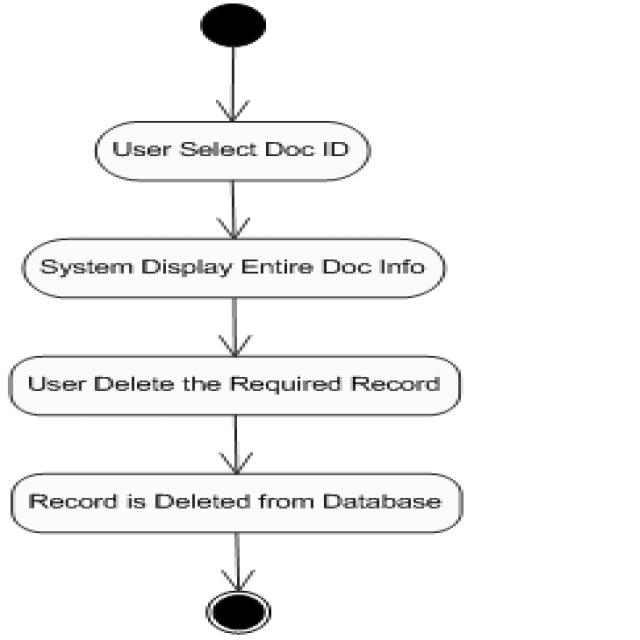 User Select Doc ID
System Display Entire Doc Info
User Delete the Required Record
Record is Deleted from Database